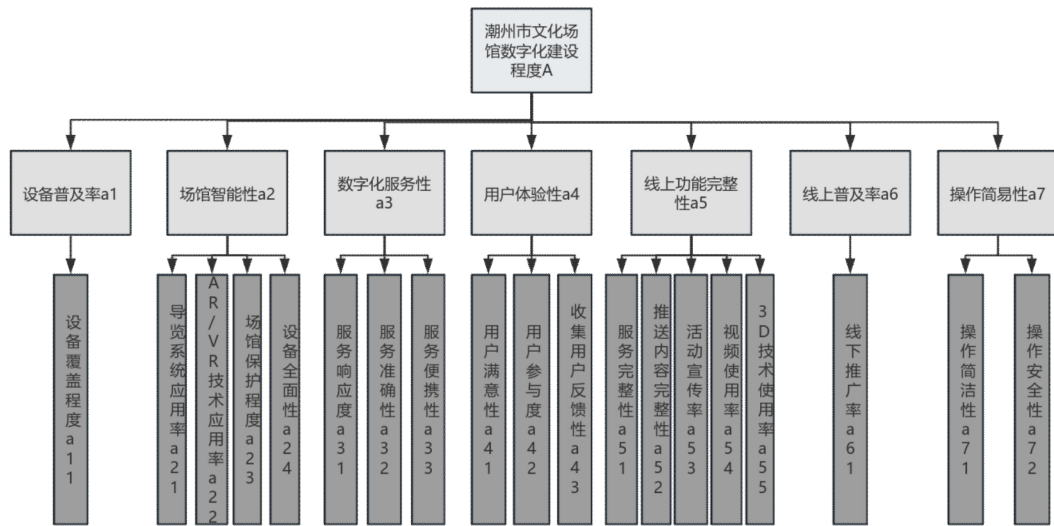 潮州市文化场
馆数字化建设
程度A
设备普及率a1
场馆智能性a2
数字化服务性
a3
用户体验性a4
线上功能完整
性a5
线上普及率a6
操作简易性a7
设备覆盖程度a11
导览系统应用率a21
AR/VR技术应用率a22
场馆保护程度a23
设备全面性a24
服务响应度a31
服务准确性a32
服务便携性a33
用户满意性a41
用户参与度a42
收集用户反馈性a43
服务完整性a51
推送内容完整性a52
活动宣传率a53
视频使用率a54
3D技术使用率a55
线下推广率a61
操作简洁性a71
操作安全性a72